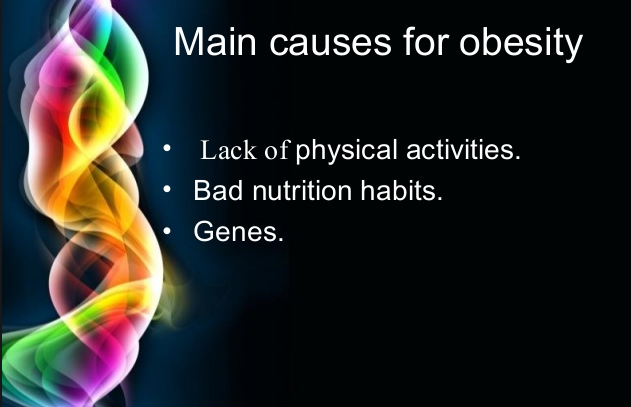 Main causes for obesity
• Lack of physical activities.
• Bad nutrition habits.
• Genes.